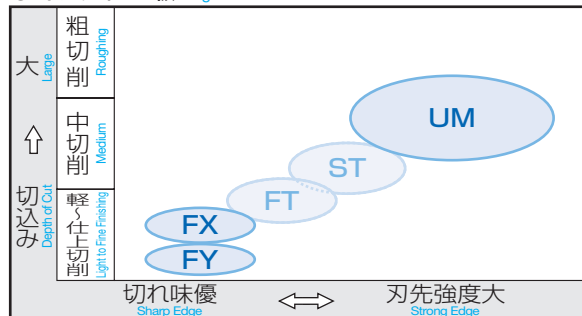 大
Large
切込み
Depth of Cut
粗切削
Roughing
中切削
Medium
軽~仕上切削
Light to Fine Finishing
UM
ST
FT
FX
FY
切れ味優
Sharp Edge
刃先強度大
Strong Edge